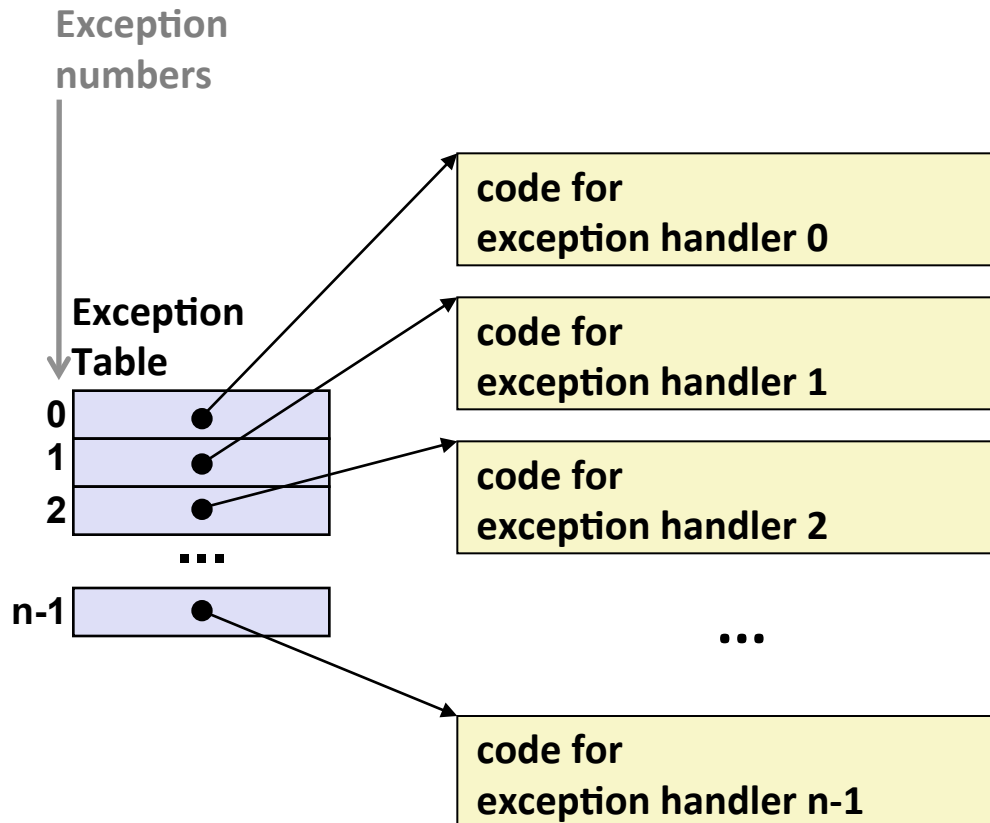 Exception
numbers
code for
exception handler 0
Exception
Table
code for
exception handler 1
0
1
2
...
n-1
code for
exception handler 2
...
code for
exception handler n-1